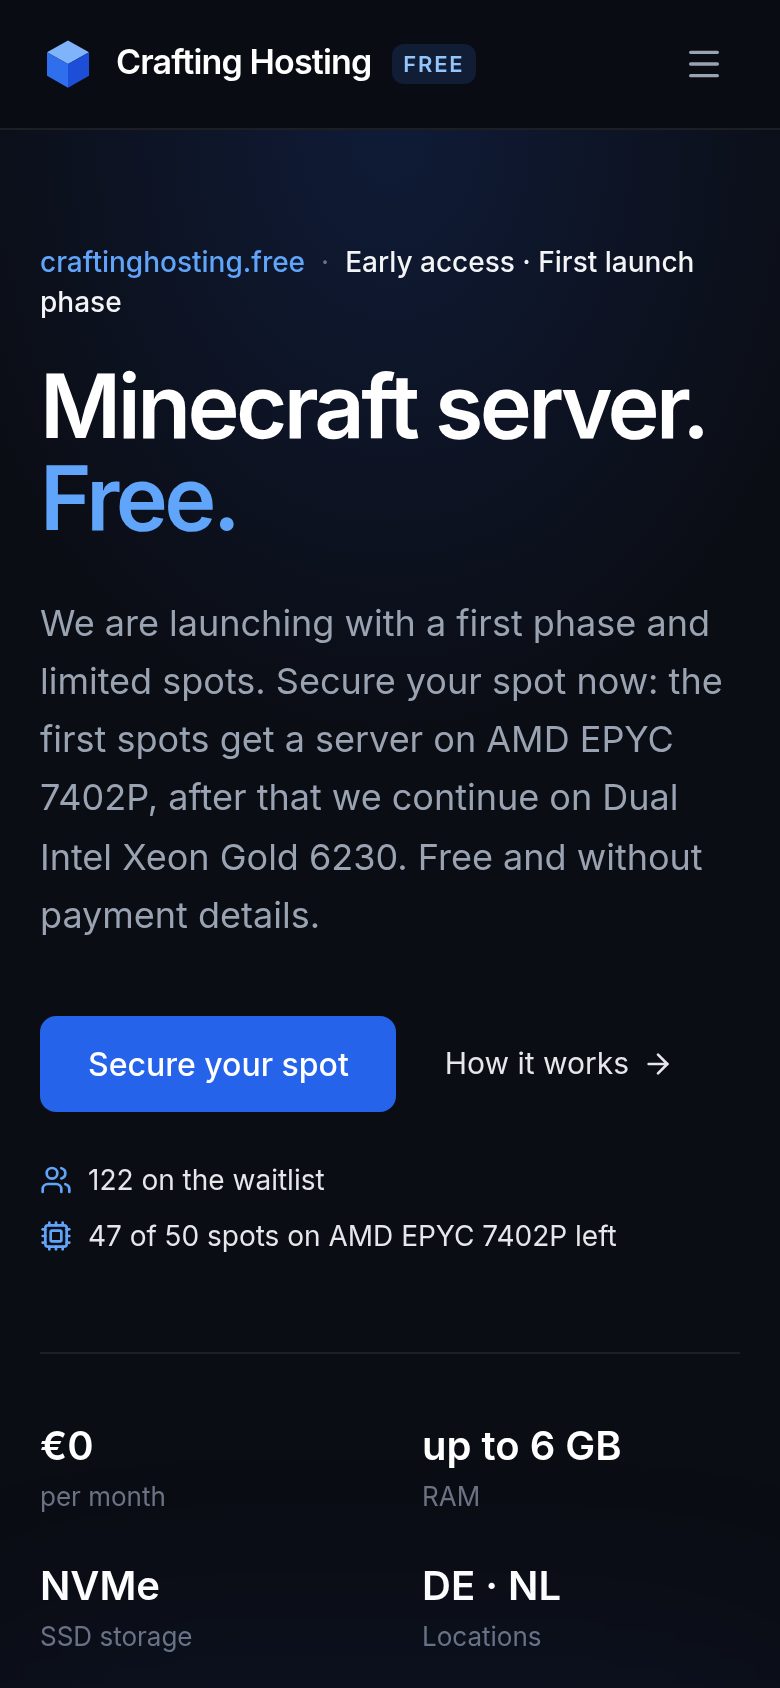 Crafting Hosting FREE
craftinghosting.free · Early access · First launch
phase
Minecraft server.
Free.
We are launching with a first phase and
limited spots. Secure your spot now: the
first spots get a server on AMD EPYC
7402P, after that we continue on Dual
Intel Xeon Gold 6230. Free and without
payment details.
Secure your spot
How it works →
122 on the waitlist
47 of 50 spots on AMD EPYC 7402P left
€0
per month
up to 6 GB
RAM
NVMe
SSD storage
DE · NL
Locations